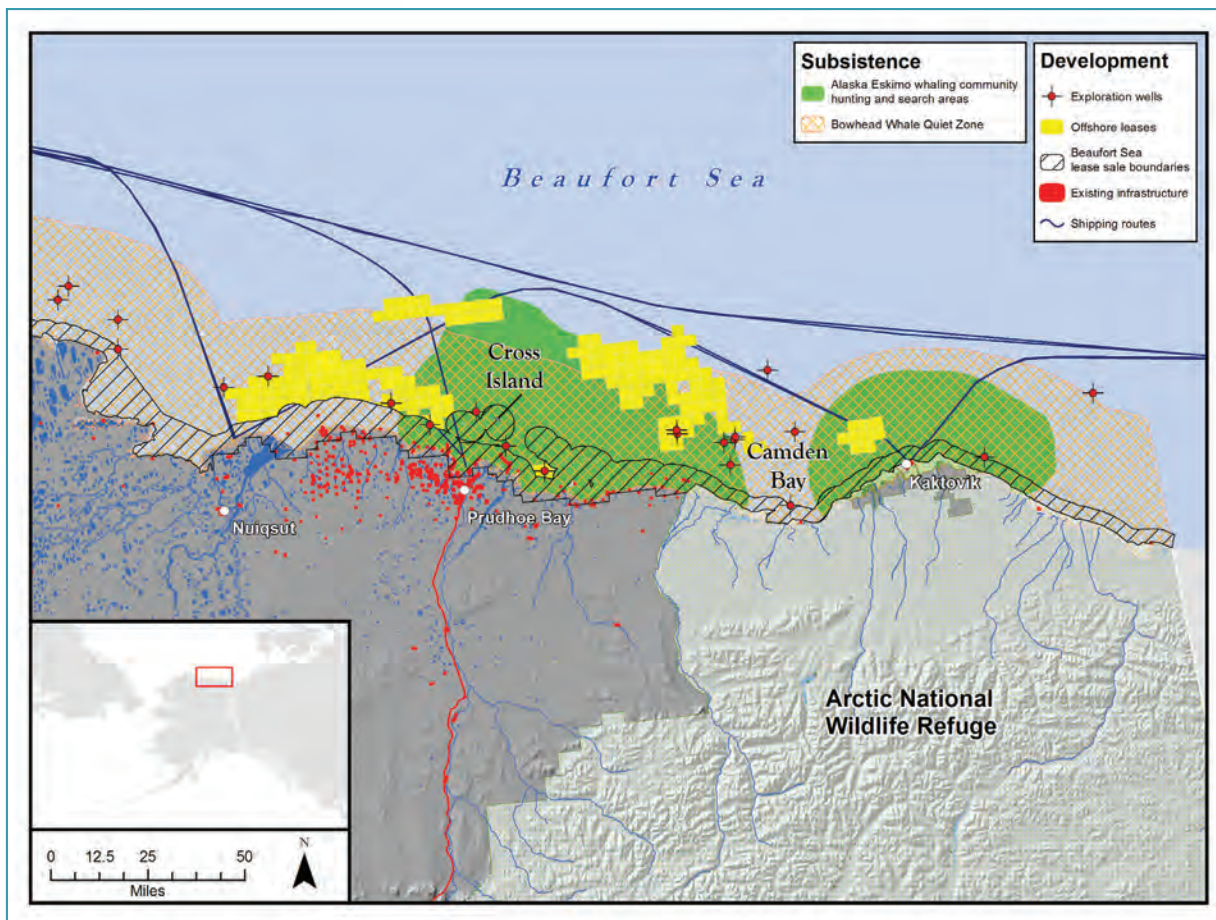 Subsistence
Alaska Eskimo whaling community
hunting and search areas
Bowhead Whale Quiet Zone
Development
Exploration wells
Offshore leases
Beaufort Sea
lease sale boundaries
Existing infrastructure
Shipping routes
Beaufort Sea
Cross
Island
Camden
Bay
Kaktovik
Nuiqsut
Prudhoe Bay
Arctic National
Wildlife Refuge
0 12.5 25 50
Miles
N